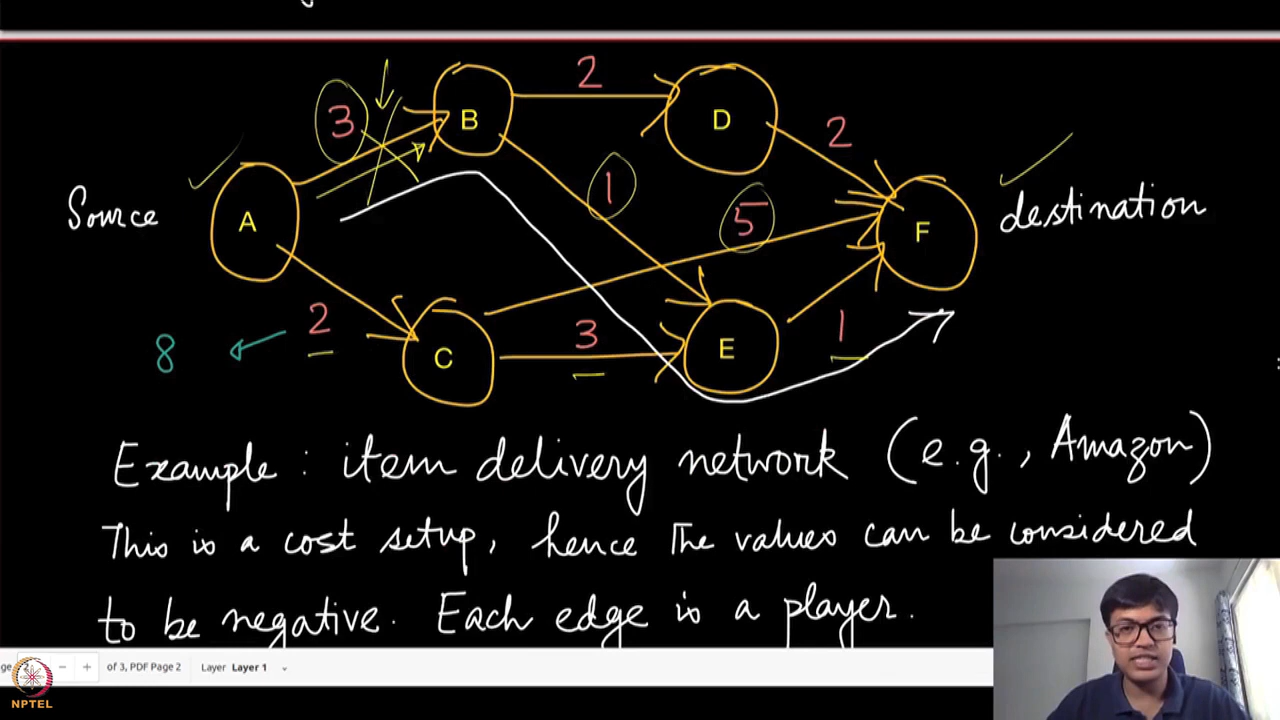 3 B 2 D 2
Source A 1 5 F destination
8 2 C 3 E 1
Example : item delivery network (e.g., Amazon)
This is a cost setup, hence the values can be considered
to be negative. Each edge is a player.
of 3, PDF Page 2 Layer Layer 1
NPTEL